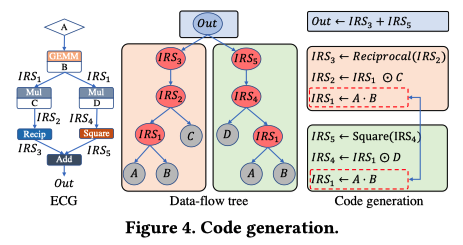 A
GEMM
B
IRS₁ IRS₁
Mul Mul
C D
IRS₂ IRS₄
Recip Square
IRS₃ IRS₅
Add
Out
ECG
Out
IRS₃ IRS₅
IRS₂ IRS₄
IRS₁ C D IRS₁
A B A B
Data-flow tree
Out ← IRS₃ + IRS₅
IRS₃ ← Reciprocal(IRS₂)
IRS₂ ← IRS₁ ⊙ C
IRS₁ ← A · B
IRS₅ ← Square(IRS₄)
IRS₄ ← IRS₁ ⊙ D
IRS₁ ← A · B
Code generation
Figure 4. Code generation.